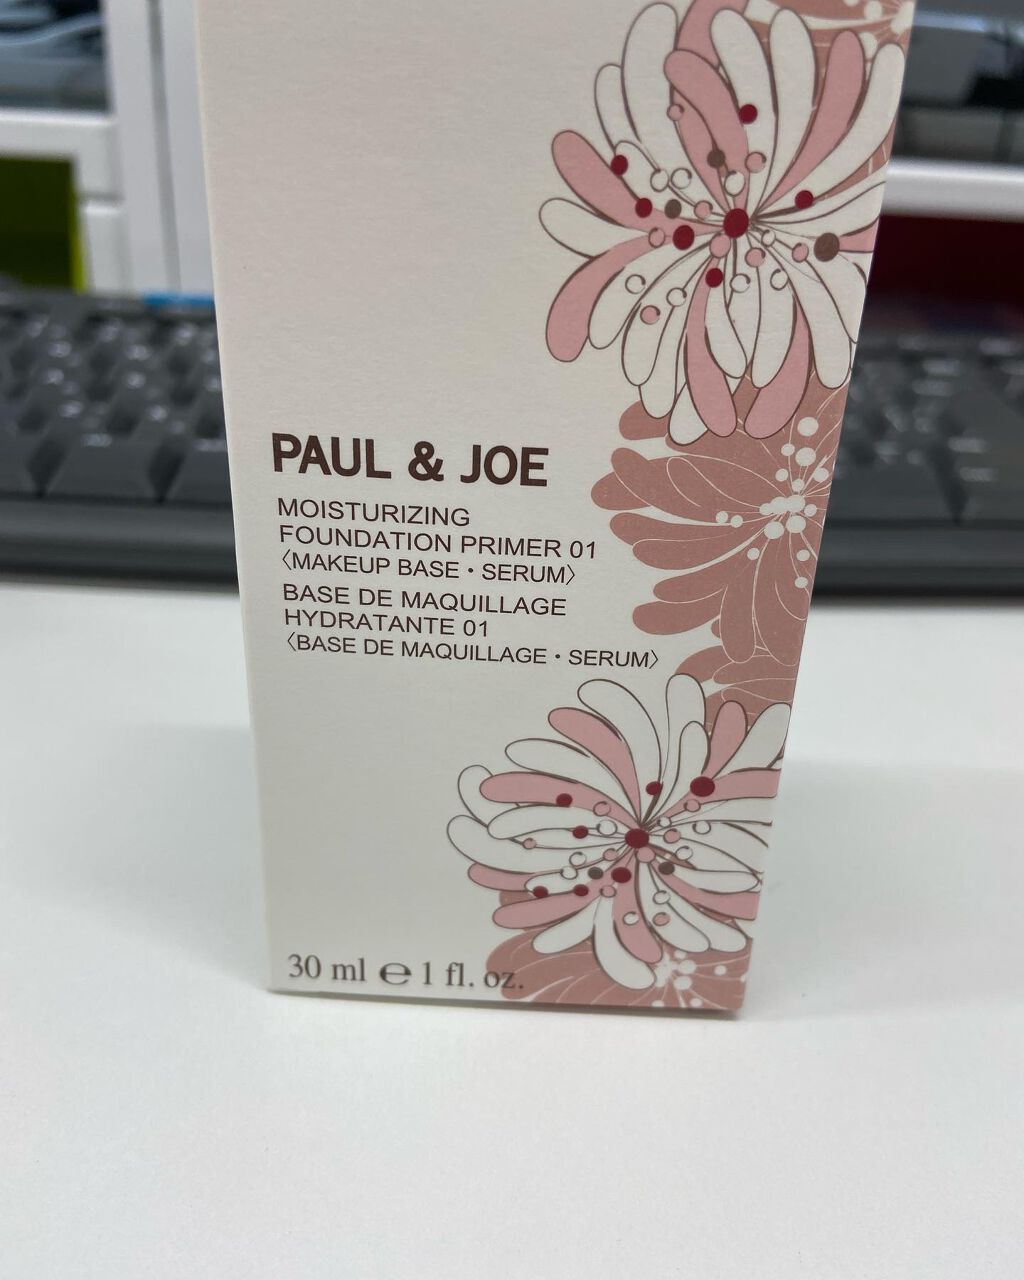 PAUL & JOE
MOISTURIZING
FOUNDATION PRIMER 01
〈MAKEUP BASE・SERUM〉
BASE DE MAQUILLAGE
HYDRATANTE 01
〈BASE DE MAQUILLAGE・SERUM〉
30 ml ℮ 1 fl. oz.